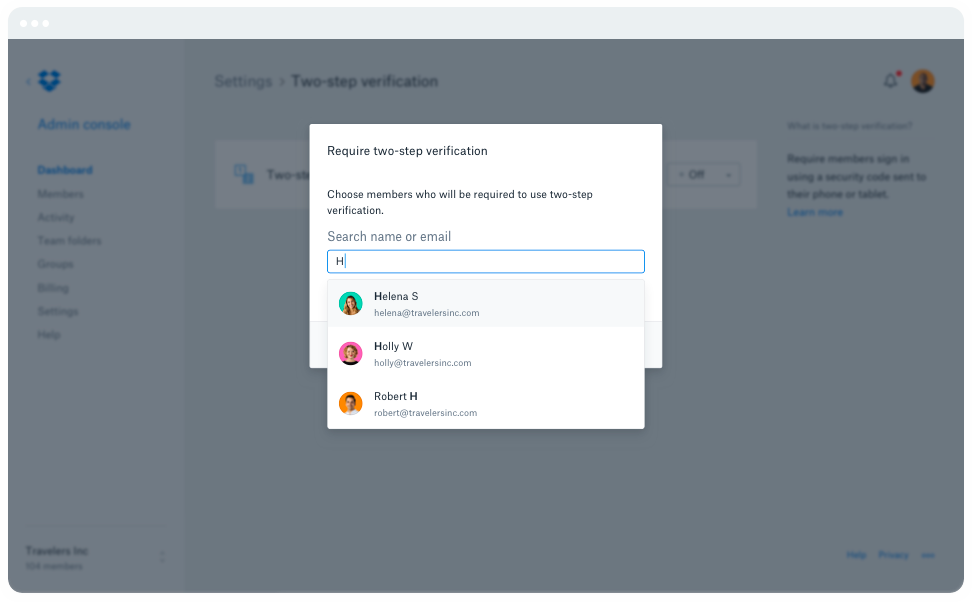 Settings > Two-step verification
Admin console
Dashboard
Members
Activity
Team folders
Groups
Billing
Settings
Help
Travelers Inc
104 members
Two-ste
Off
What is two-step verification?
Require members sign in
using a security code sent to
their phone or tablet.
Learn more
Require two-step verification
Choose members who will be required to use two-step
verification.
Search name or email
H
Helena S
helena@travelersinc.com
Holly W
holly@travelersinc.com
Robert H
robert@travelersinc.com
Help Privacy